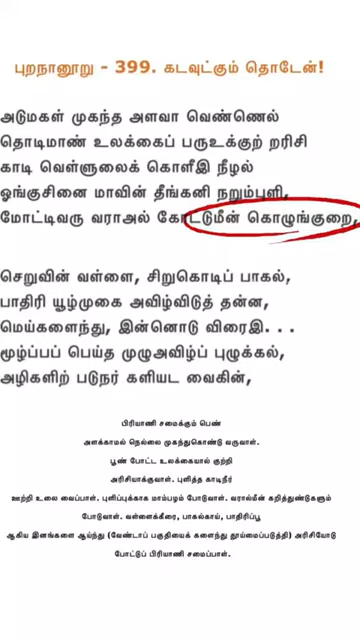 புறநானூறு - 399. கடவுட்கும் தொடேன்!
அடுமகள் முகந்த அளவா வெண்ணெல்
தொடிமாண் உலக்கைப் பருஉக்குற் றரிசி
காடி வெள்ளுலைக் கொளீஇ நீழல்
ஓங்குசினை மாவின் தீங்கனி நறும்புளி,
மோட்டிவரு வராஅல் கோட்டுமீன் கொழுங்குறை,
செறுவின் வள்ளை, சிறுகொடிப் பாகல்,
பாதிரி யூழ்முகை அவிழ்விடுத் தன்ன,
மெய்களைந்து, இன்னொடு விரைஇ. . .
மூழ்ப்பப் பெய்த முழுஅவிழ்ப் புழுக்கல்,
அழிகளிற் படுநர் களியட வைகின்,
பிரியாணி சமைக்கும் பெண்
அளக்காமல் நெல்லை முகந்துகொண்டு வருவாள்.
பூண் போட்ட உலக்கையால் குற்றி
அரிசியாக்குவாள். புளித்த காடிநீர்
ஊற்றி உலை வைப்பாள். புளிப்புக்காக மாம்பழம் போடுவாள். வரால்மீன் கறித்துண்டுகளும்
போடுவாள். வள்ளைக்கீரை, பாகல்காய், பாதிரிப்பூ
ஆகிய இனங்களை ஆய்ந்து (வேண்டாப் பகுதியைக் களைந்து தூய்மைப்படுத்தி) அரிசியோடு
போட்டுப் பிரியாணி சமைப்பாள்.